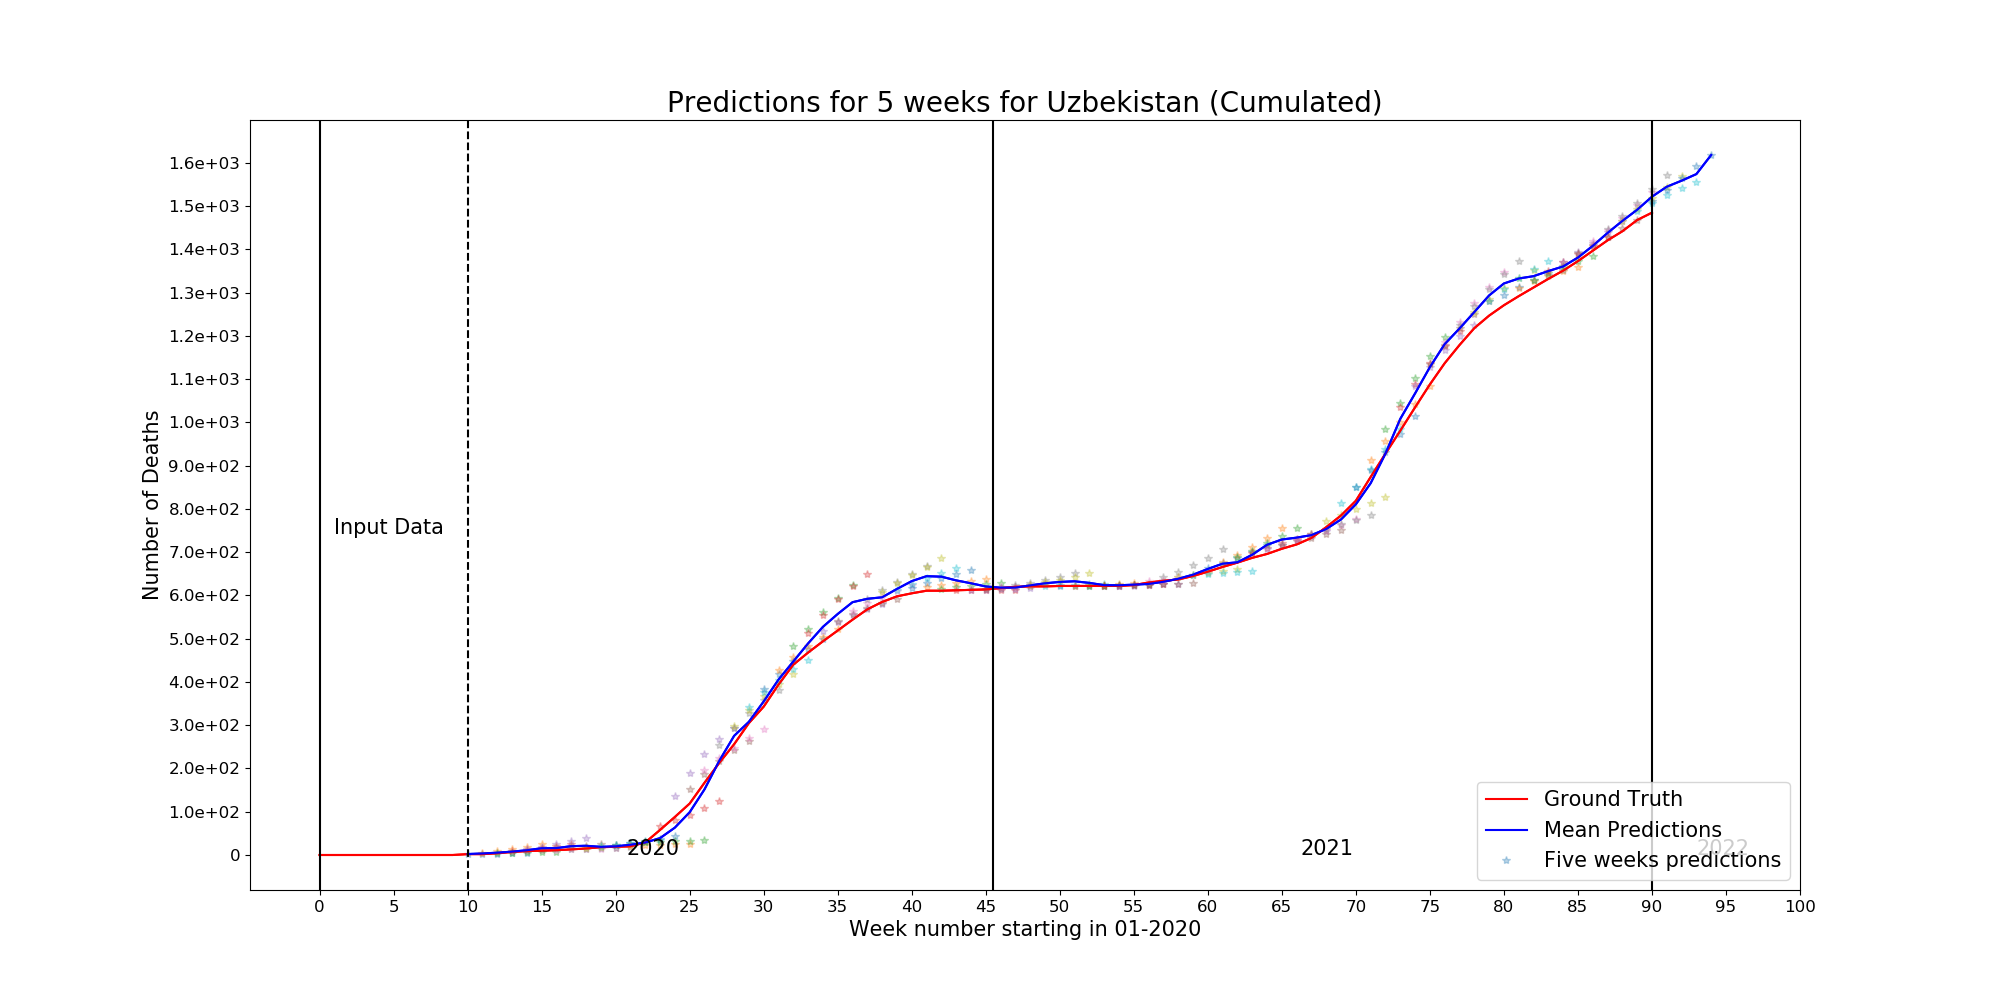 Predictions for 5 weeks for Uzbekistan (Cumulated)
1.6e+03
1.5e+03
1.4e+03
1.3e+03
1.2e+03
1.1e+03
1.0e+03
9.0e+02
8.0e+02
7.0e+02
6.0e+02
5.0e+02
4.0e+02
3.0e+02
2.0e+02
1.0e+02
0
Number of Deaths
Input Data
2020
2021
2022
Ground Truth
Mean Predictions
Five weeks predictions
0 5 10 15 20 25 30 35 40 45 50 55 60 65 70 75 80 85 90 95 100
Week number starting in 01-2020